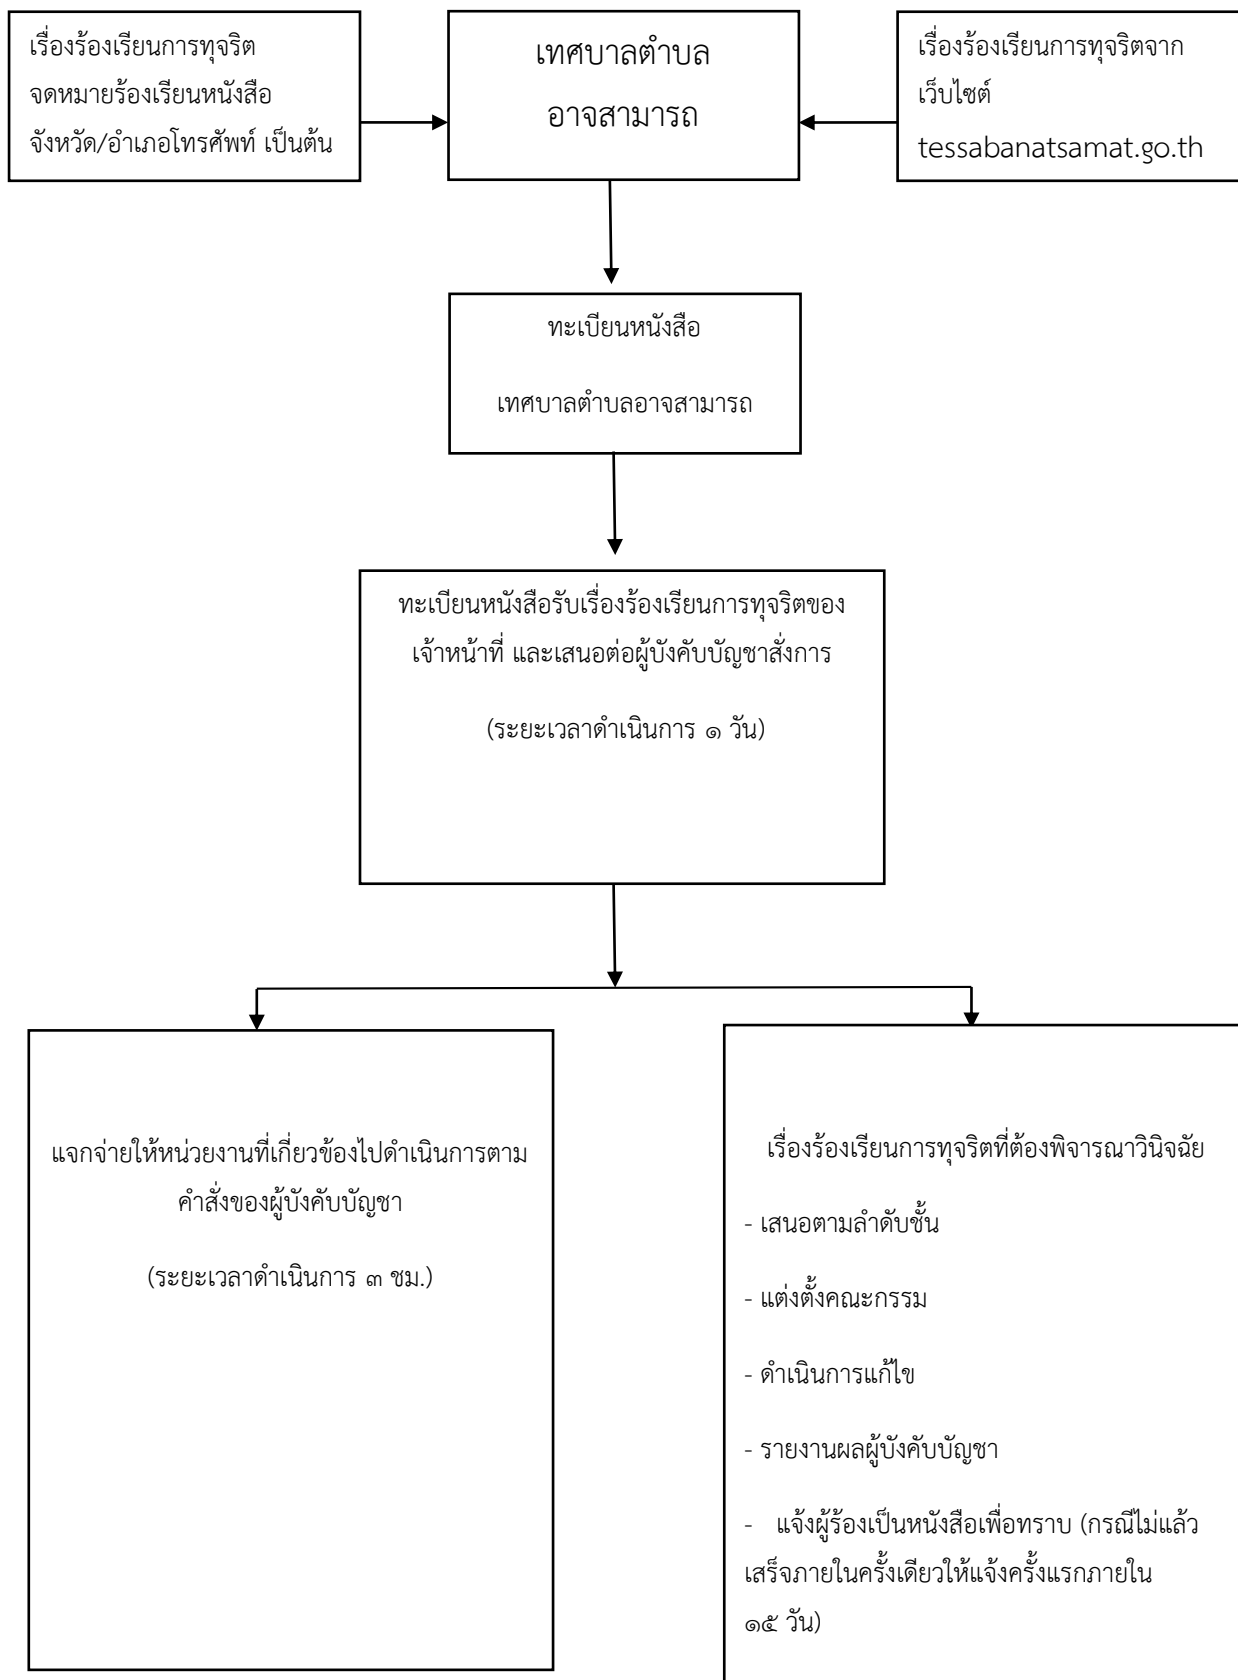 เรื่องร้องเรียนการทุจริต
จดหมายร้องเรียนหนังสือ
จังหวัด/อำเภอโทรศัพท์ เป็นต้น
เทศบาลตำบล
อาจสามารถ
เรื่องร้องเรียนการทุจริตจาก
เว็บไซต์
tessabanatsamat.go.th
ทะเบียนหนังสือ
เทศบาลตำบลอาจสามารถ
ทะเบียนหนังสือรับเรื่องร้องเรียนการทุจริตของ
เจ้าหน้าที่ และเสนอต่อผู้บังคับบัญชาสั่งการ
(ระยะเวลาดำเนินการ ๑ วัน)
แจกจ่ายให้หน่วยงานที่เกี่ยวข้องไปดำเนินการตาม
คำสั่งของผู้บังคับบัญชา
(ระยะเวลาดำเนินการ ๓ ชม.)
เรื่องร้องเรียนการทุจริตที่ต้องพิจารณาวินิจฉัย
- เสนอตามลำดับชั้น
- แต่งตั้งคณะกรรม
- ดำเนินการแก้ไข
- รายงานผลผู้บังคับบัญชา
- แจ้งผู้ร้องเป็นหนังสือเพื่อทราบ (กรณีไม่แล้ว
เสร็จภายในครั้งเดียวให้แจ้งครั้งแรกภายใน
๑๕ วัน)